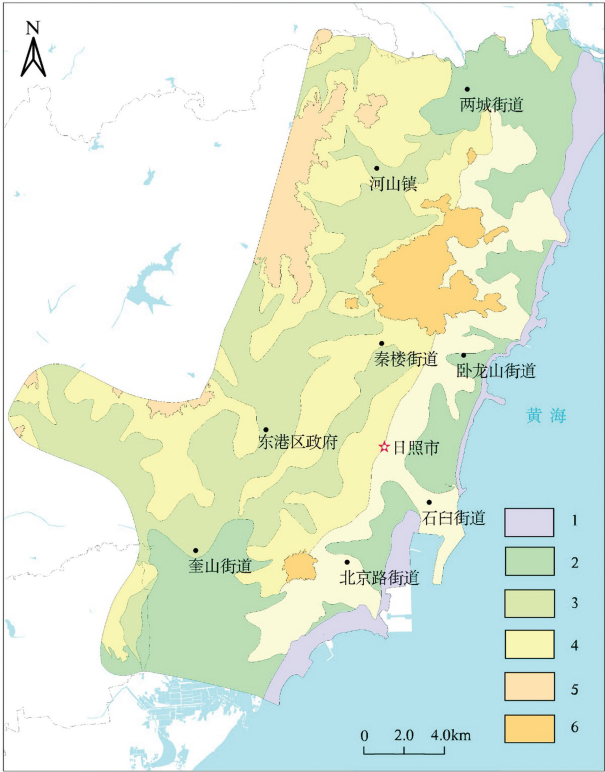 N
两城街道
河山镇
秦楼街道
卧龙山街道
黄海
东港区政府
日照市
石臼街道
奎山街道
北京路街道
1
2
3
4
5
6
0 2.0 4.0km